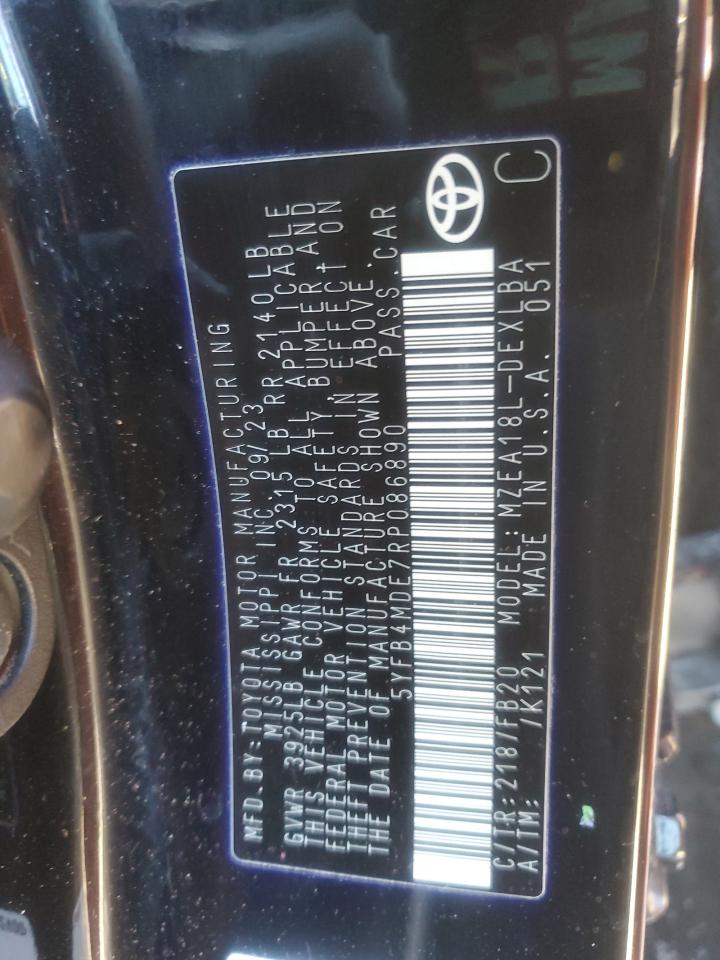 MFD.BY:TOYOTA MOTOR MANUFACTURING
MISSISSIPPI INC 09/23
GVWR 3925LB GAWR FR 2315 LB RR 2140LB
THIS VEHICLE CONFORMS TO ALL APPLICABLE
FEDERAL MOTOR VEHICLE SAFETY, BUMPER, AND
THEFT PREVENTION STANDARDS IN EFFECT ON
THE DATE OF MANUFACTURE SHOWN ABOVE.
5YFB4MDE7RP086890 PASS.CAR
C/TR:218/FB20 MODEL:MZEA18L-DEXLBA
A/TM: /K121 MADE IN U.S.A. 051
C